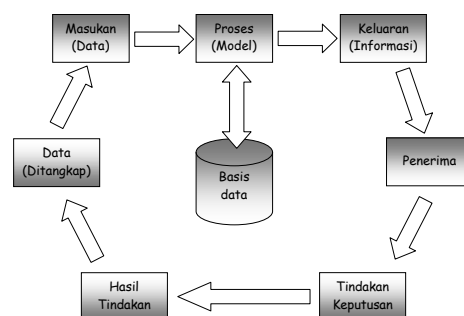 Masukan
(Data)
Proses
(Model)
Keluaran
(Informasi)
Data
(Ditangkap)
Basis
data
Penerima
Hasil
Tindakan
Tindakan
Keputusan